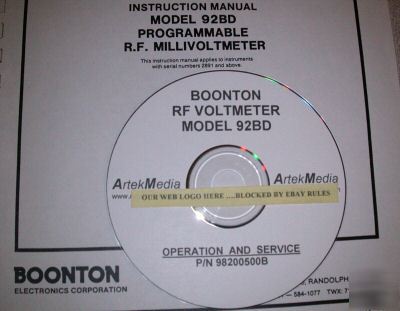 INSTRUCTION MANUAL
MODEL 92BD
PROGRAMMABLE
R.F. MILLIVOLTMETER
This instruction manual applies to instruments
with serial numbers 2891 and above.
BOONTON
RF VOLTMETER
MODEL 92BD
ArtekMedia
ArtekMedia
OUR WEB LOGO HERE .....BLOCKED BY EBAY RULES
OPERATION AND SERVICE
P/N 98200500B
BOONTON
ELECTRONICS CORPORATION
RANDOLPH
584-1077 TWX: 7